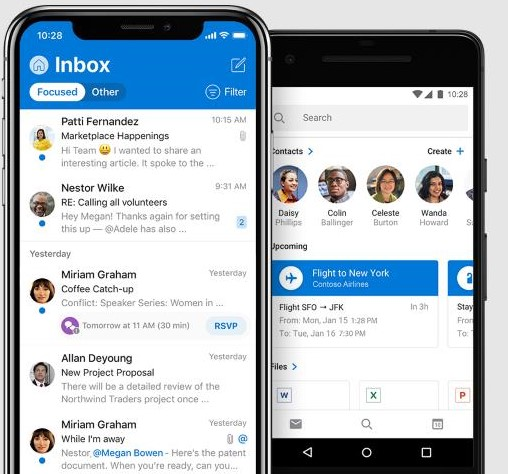 10:28
Inbox
Focused
Other
Filter
Patti Fernandez
10:15 AM
Marketplace Happenings
Hi Team 😀 I wanted to share an
interesting article. It spoke to the ...
Nestor Wilke
9:31 AM
RE: Calling all volunteers
Hey Megan! Thanks again for setting
this up — @Adele has also ...
2
Yesterday
Miriam Graham
Yesterday
Coffee Catch-up
Conflict: Speaker Series: Women in ...
Tomorrow at 11 AM (30 min)
RSVP
Allan Deyoung
Yesterday
New Project Proposal
There will be a detailed review of the
Northwind Traders project once ...
Miriam Graham
Yesterday
While I'm away
@
Nestor @Megan Bowen - Here's the patent
document. When you're ready, can you...
10:28
Search
Contacts >
Create +
Daisy
Phillips
Colin
Ballinger
Celeste
Burton
Wanda
Howard
S
Upcoming
Flight to New York
Contoso Airlines
Flight SFO → JFK
In 3h
From: Mon, Jan 15 1:28 PM
To: Tue, Jan 16 7:30 PM
Stay
From:
To: F
Files >
W
X
P